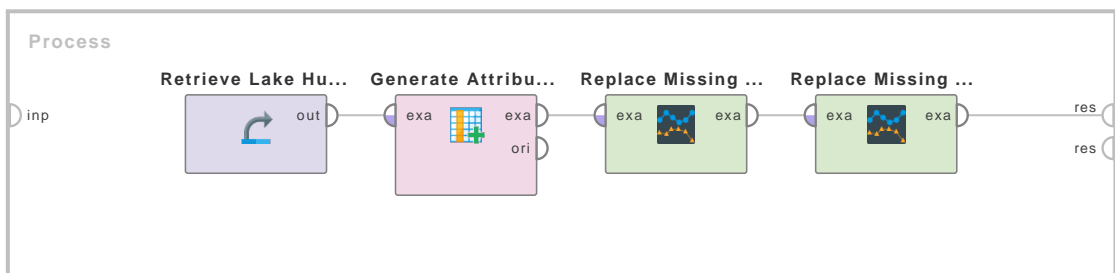 Process
Retrieve Lake Hu... Generate Attribu... Replace Missing ... Replace Missing ...
inp out exa exa exa exa exa exa res
ori res